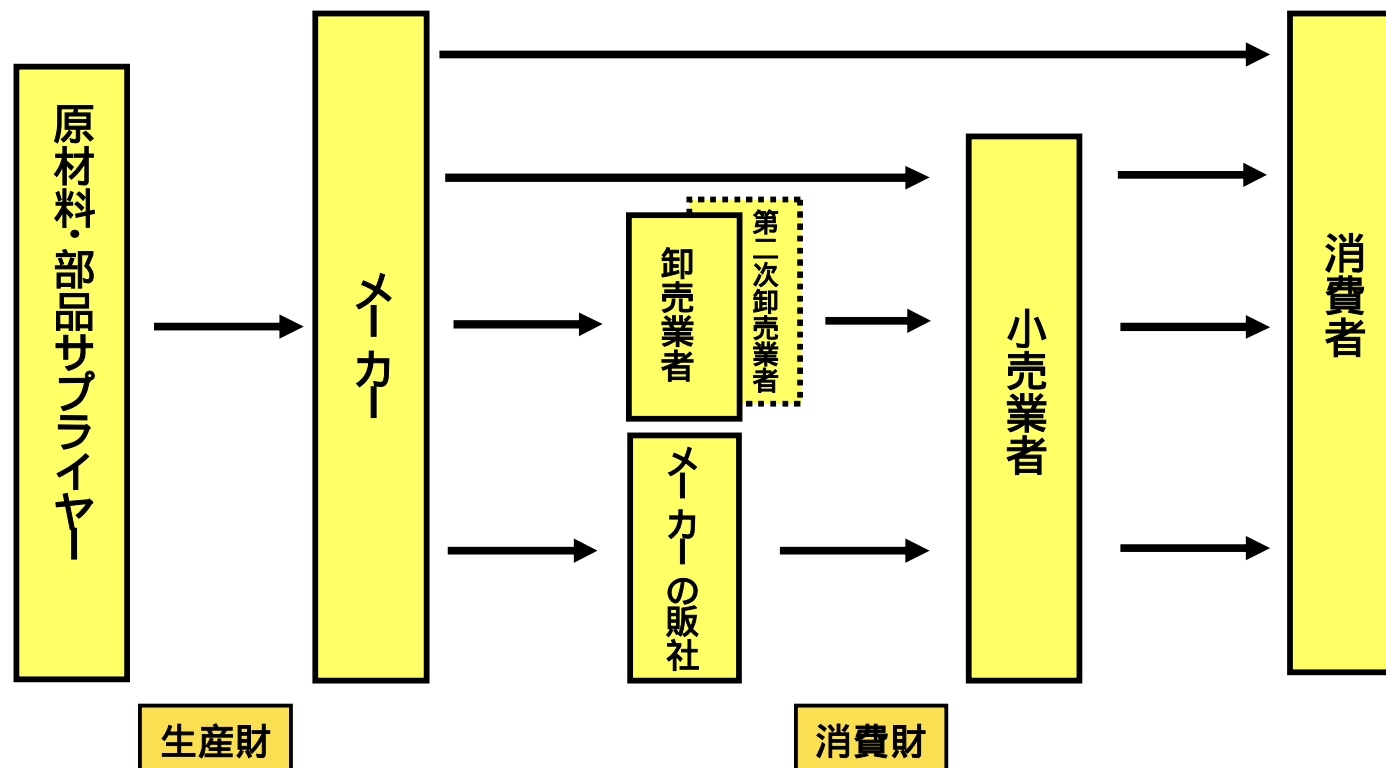 原材料・部品サプライヤー
メーカー
卸売業者
第二次卸売業者
メーカーの販社
小売業者
消費者
生産財
消費財